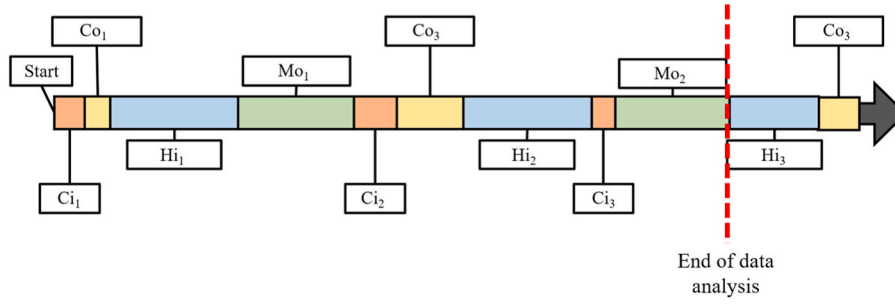 Co₁
Co₃
Co₃
Start
Mo₁
Mo₂
Hi₁
Hi₂
Hi₃
Ci₁
Ci₂
Ci₃
End of data
analysis